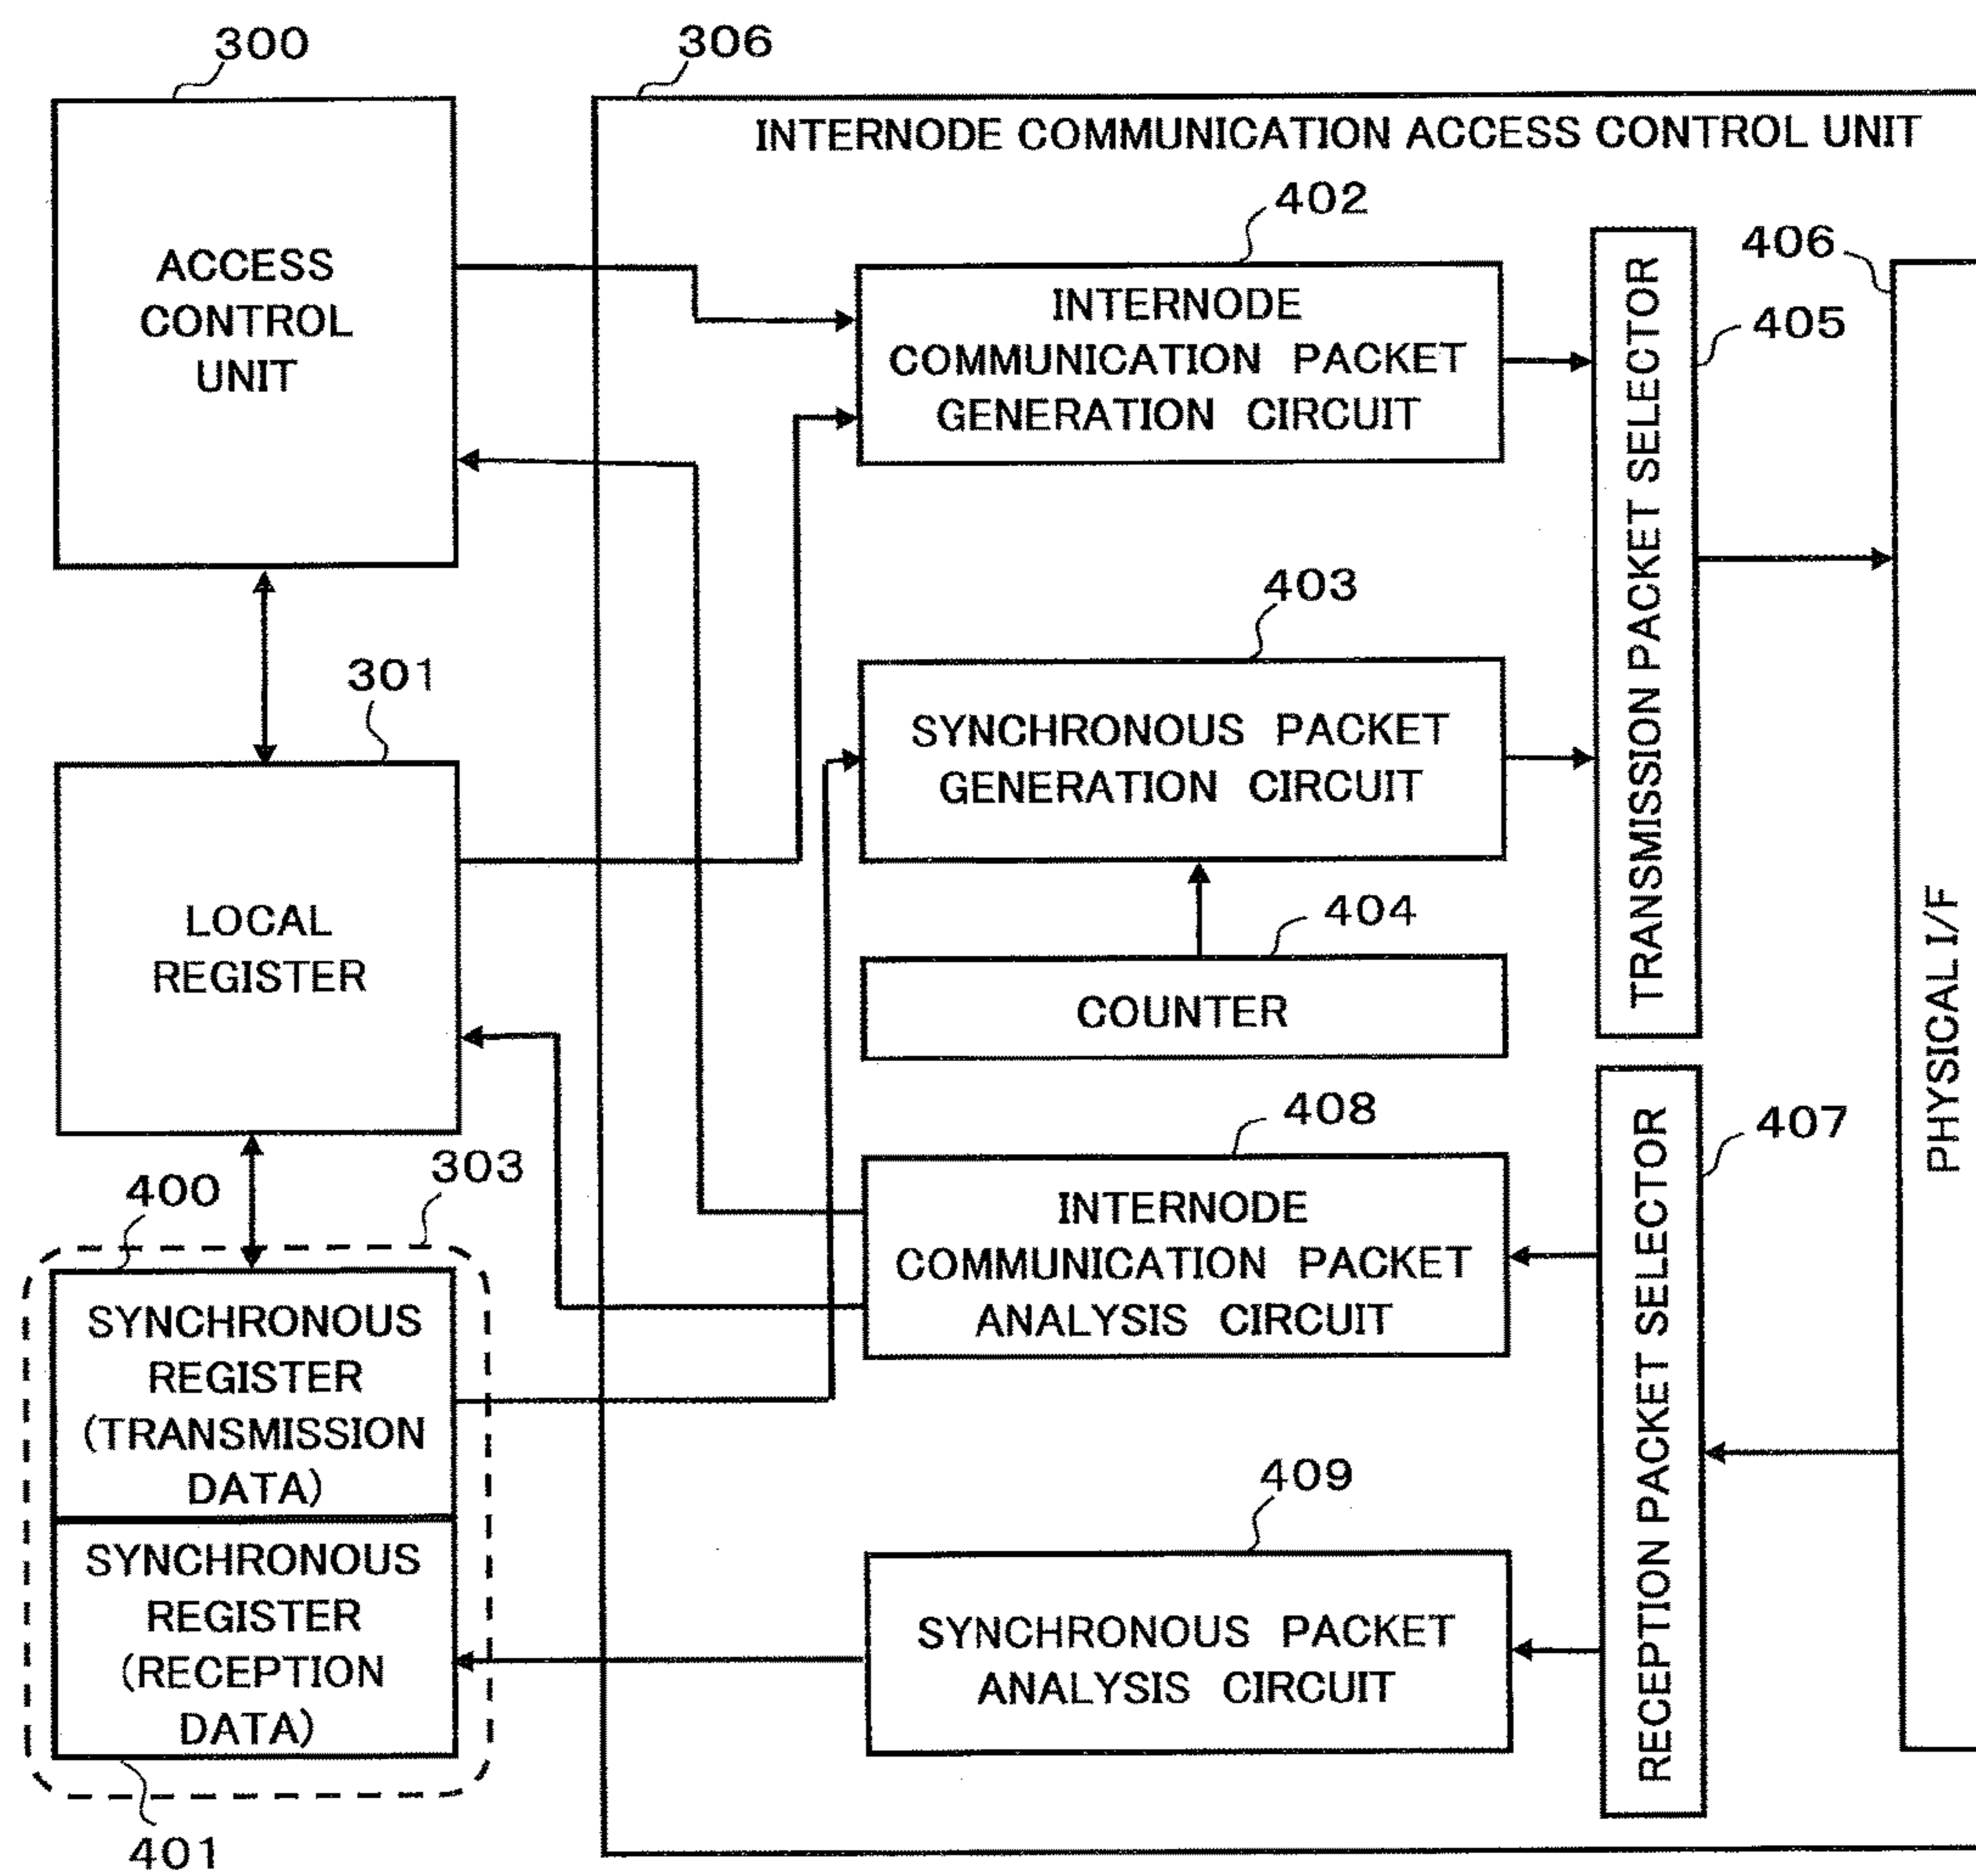 300
306
INTERNODE COMMUNICATION ACCESS CONTROL UNIT
ACCESS
CONTROL
UNIT
402
INTERNODE
COMMUNICATION PACKET
GENERATION CIRCUIT
TRANSMISSION PACKET SELECTOR
405
406
PHYSICAL I/F
403
SYNCHRONOUS PACKET
GENERATION CIRCUIT
301
LOCAL
REGISTER
404
COUNTER
408
INTERNODE
COMMUNICATION PACKET
ANALYSIS CIRCUIT
RECEPTION PACKET SELECTOR
407
400
303
SYNCHRONOUS
REGISTER
(TRANSMISSION
DATA)
SYNCHRONOUS
REGISTER
(RECEPTION
DATA)
401
409
SYNCHRONOUS PACKET
ANALYSIS CIRCUIT